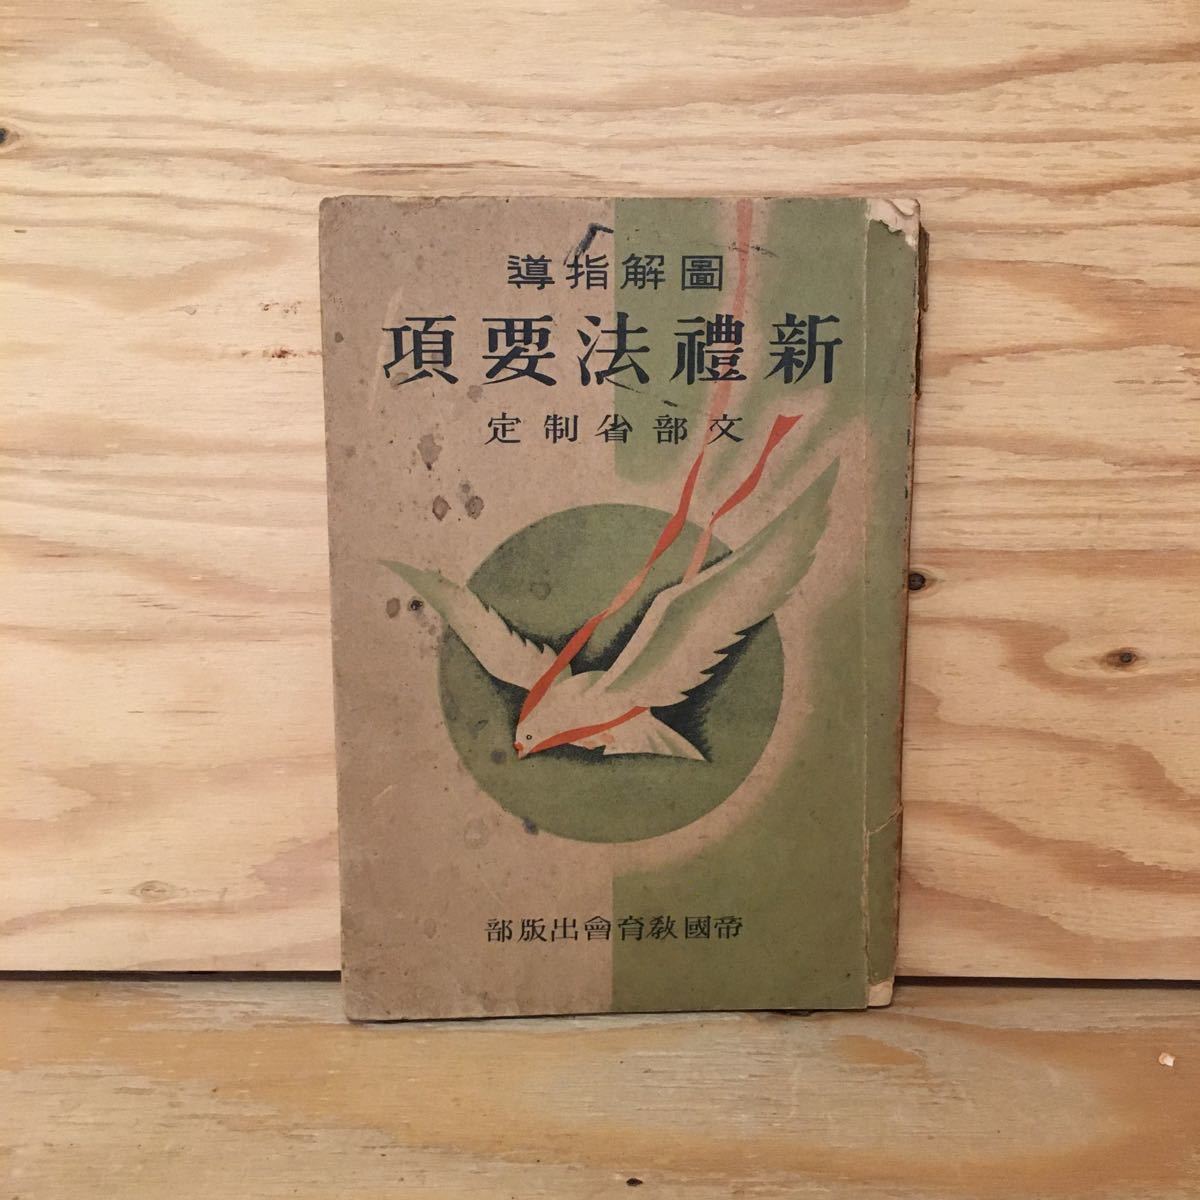 圖解指導
新禮法要項
文部省制定
帝國教育會出版部